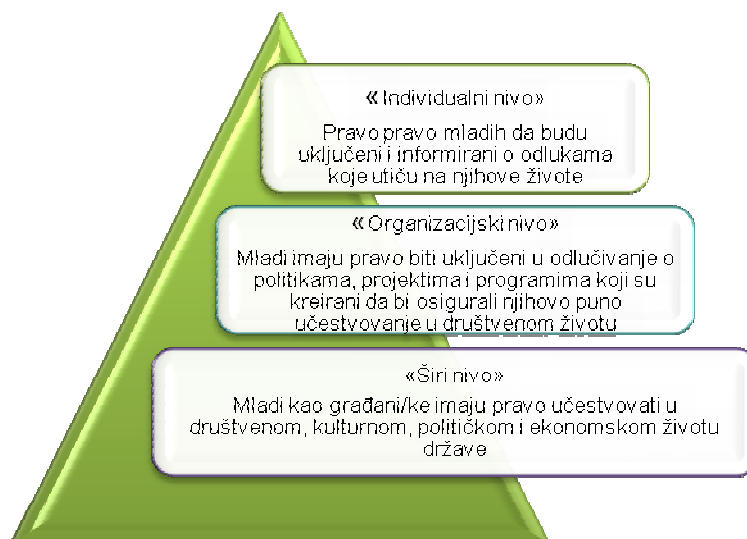 «Individualni nivo»
Pravo pravo mladih da budu
uključeni i informirani o odlukama
koje utiču na njihove živote
«Organizacijski nivo»
Mladi imaju pravo biti uključeni u odlučivanje o
politikama, projektima i programima koji su
kreirani da bi osigurali njihovo puno
učestvovanje u društvenom životu
«Širi nivo»
Mladi kao građani/ke imaju pravo učestvovati u
društvenom, kulturnom, političkom i ekonomskom životu
države